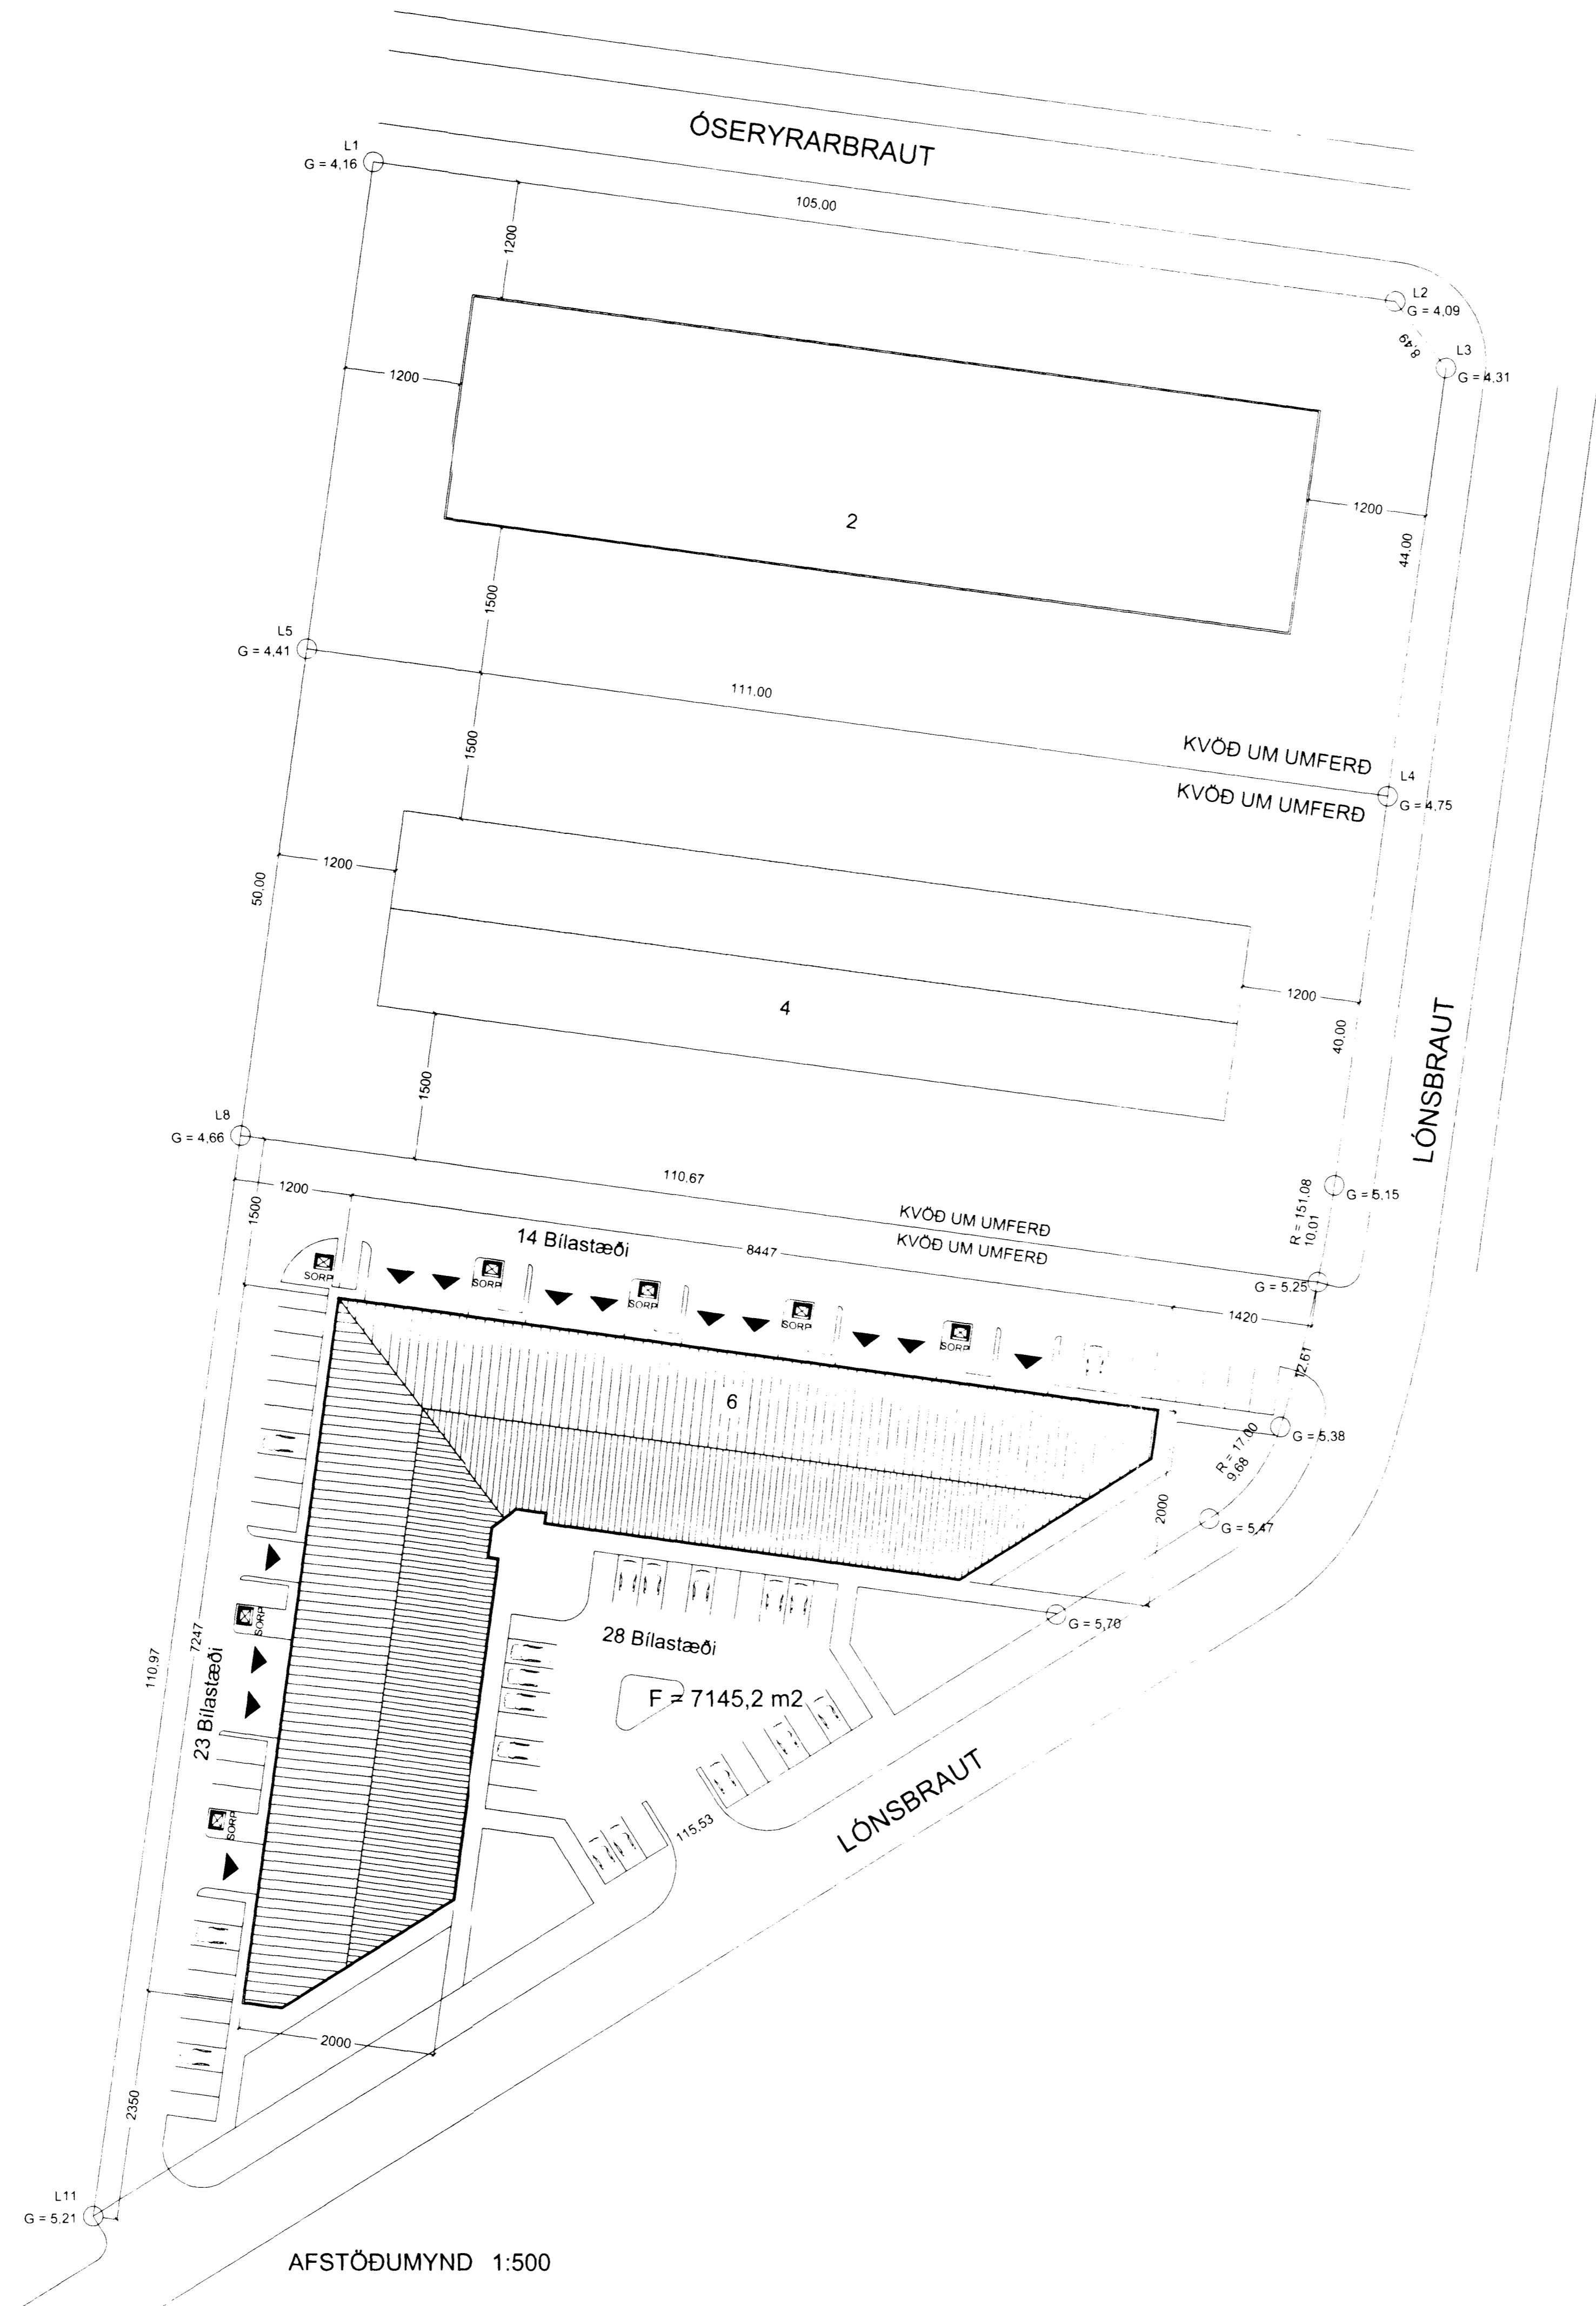 ÓSERYRARBRAUT
L1
G = 4,16
105.00
1200
L2
G = 4,09
8,49
L3
G = 4,31
1200
1200
2
44.00
1500
L5
G = 4,41
111.00
1500
KVÖÐ UM UMFERÐ
KVÖÐ UM UMFERÐ
L4
G = 4,75
1200
50.00
1200
4
40.00
LÓNSBRAUT
1500
L8
G = 4,66
110.67
1200
1500
R = 151.08
10,01
G = 5,15
KVÖÐ UM UMFERÐ
KVÖÐ UM UMFERÐ
14 Bílastæði
8447
G = 5,25
1420
SORP
SORP
SORP
SORP
SORP
12.61
6
G = 5,38
R = 17.00
9,68
2000
G = 5,47
G = 5,70
28 Bílastæði
F = 7145,2 m2
SORP
7247
110,97
23 Bílastæði
SORP
115,53
LÓNSBRAUT
2000
2350
L11
G = 5.21
AFSTÖÐUMYND 1:500